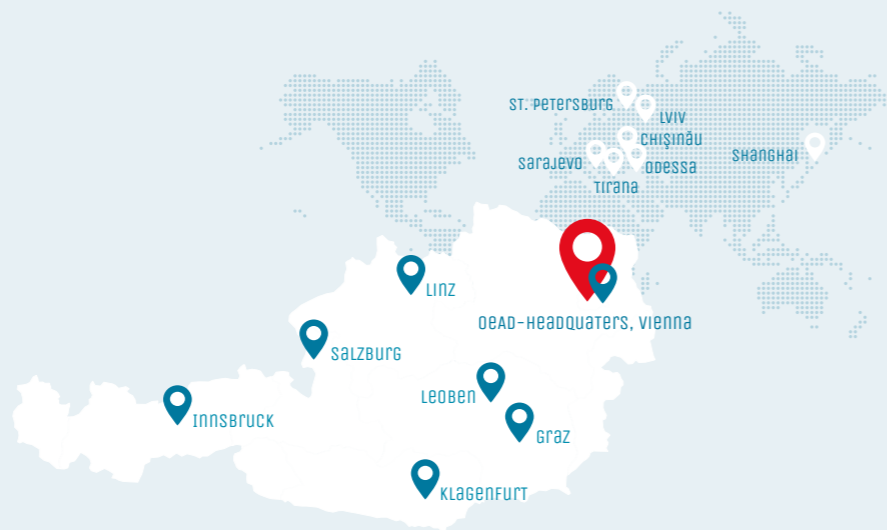 St. Petersburg
Lviv
Chişinău
Sarajevo
Odessa
Shanghai
Tirana
Linz
OeAD-Headquaters, Vienna
Salzburg
Leoben
Innsbruck
Graz
Klagenfurt